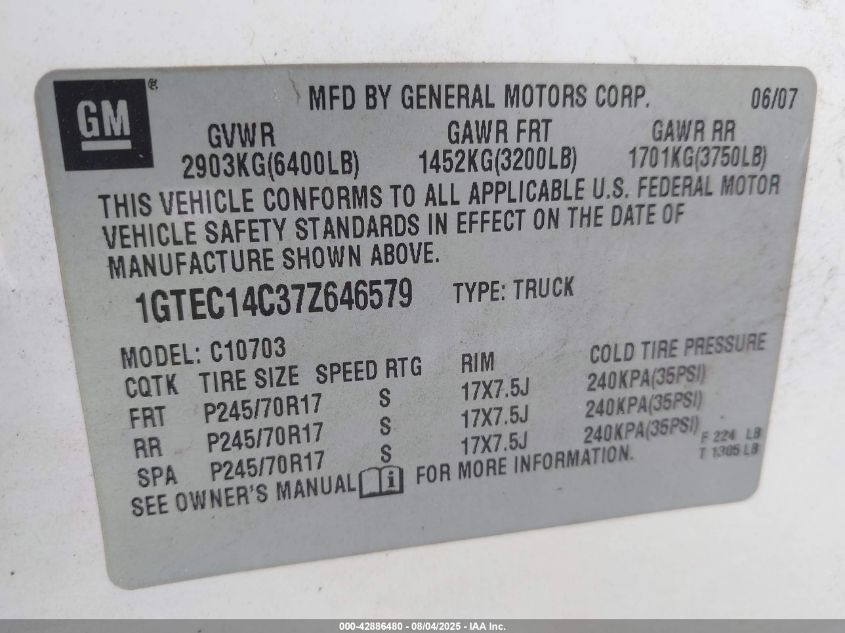 GM®
MFD BY GENERAL MOTORS CORP. 06/07
GVWR GAWR FRT GAWR RR
2903KG(6400LB) 1452KG(3200LB) 1701KG(3750LB)
THIS VEHICLE CONFORMS TO ALL APPLICABLE U.S. FEDERAL MOTOR
VEHICLE SAFETY STANDARDS IN EFFECT ON THE DATE OF
MANUFACTURE SHOWN ABOVE.
1GTEC14C37Z646579 TYPE: TRUCK
MODEL: C10703
CQTK TIRE SIZE SPEED RTG RIM COLD TIRE PRESSURE
FRT P245/70R17 S 17X7.5J 240KPA(35PSI)
RR P245/70R17 S 17X7.5J 240KPA(35PSI)
SPA P245/70R17 S 17X7.5J 240KPA(35PSI)
F 224 LB
T 1305 LB
SEE OWNER'S MANUAL i FOR MORE INFORMATION.
000-42886480 - 08/04/2025 - IAA Inc.